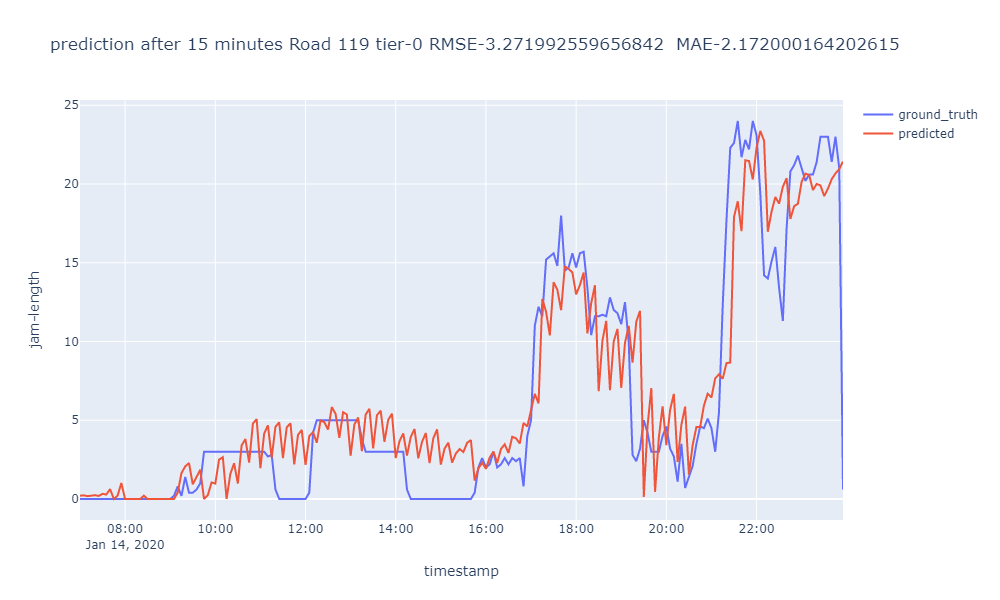 prediction after 15 minutes Road 119 tier-0 RMSE-3.271992559656842  MAE-2.172000164202615
ground_truth
predicted
jam-length
25
20
15
10
5
0
08:00 10:00 12:00 14:00 16:00 18:00 20:00 22:00
Jan 14, 2020
timestamp